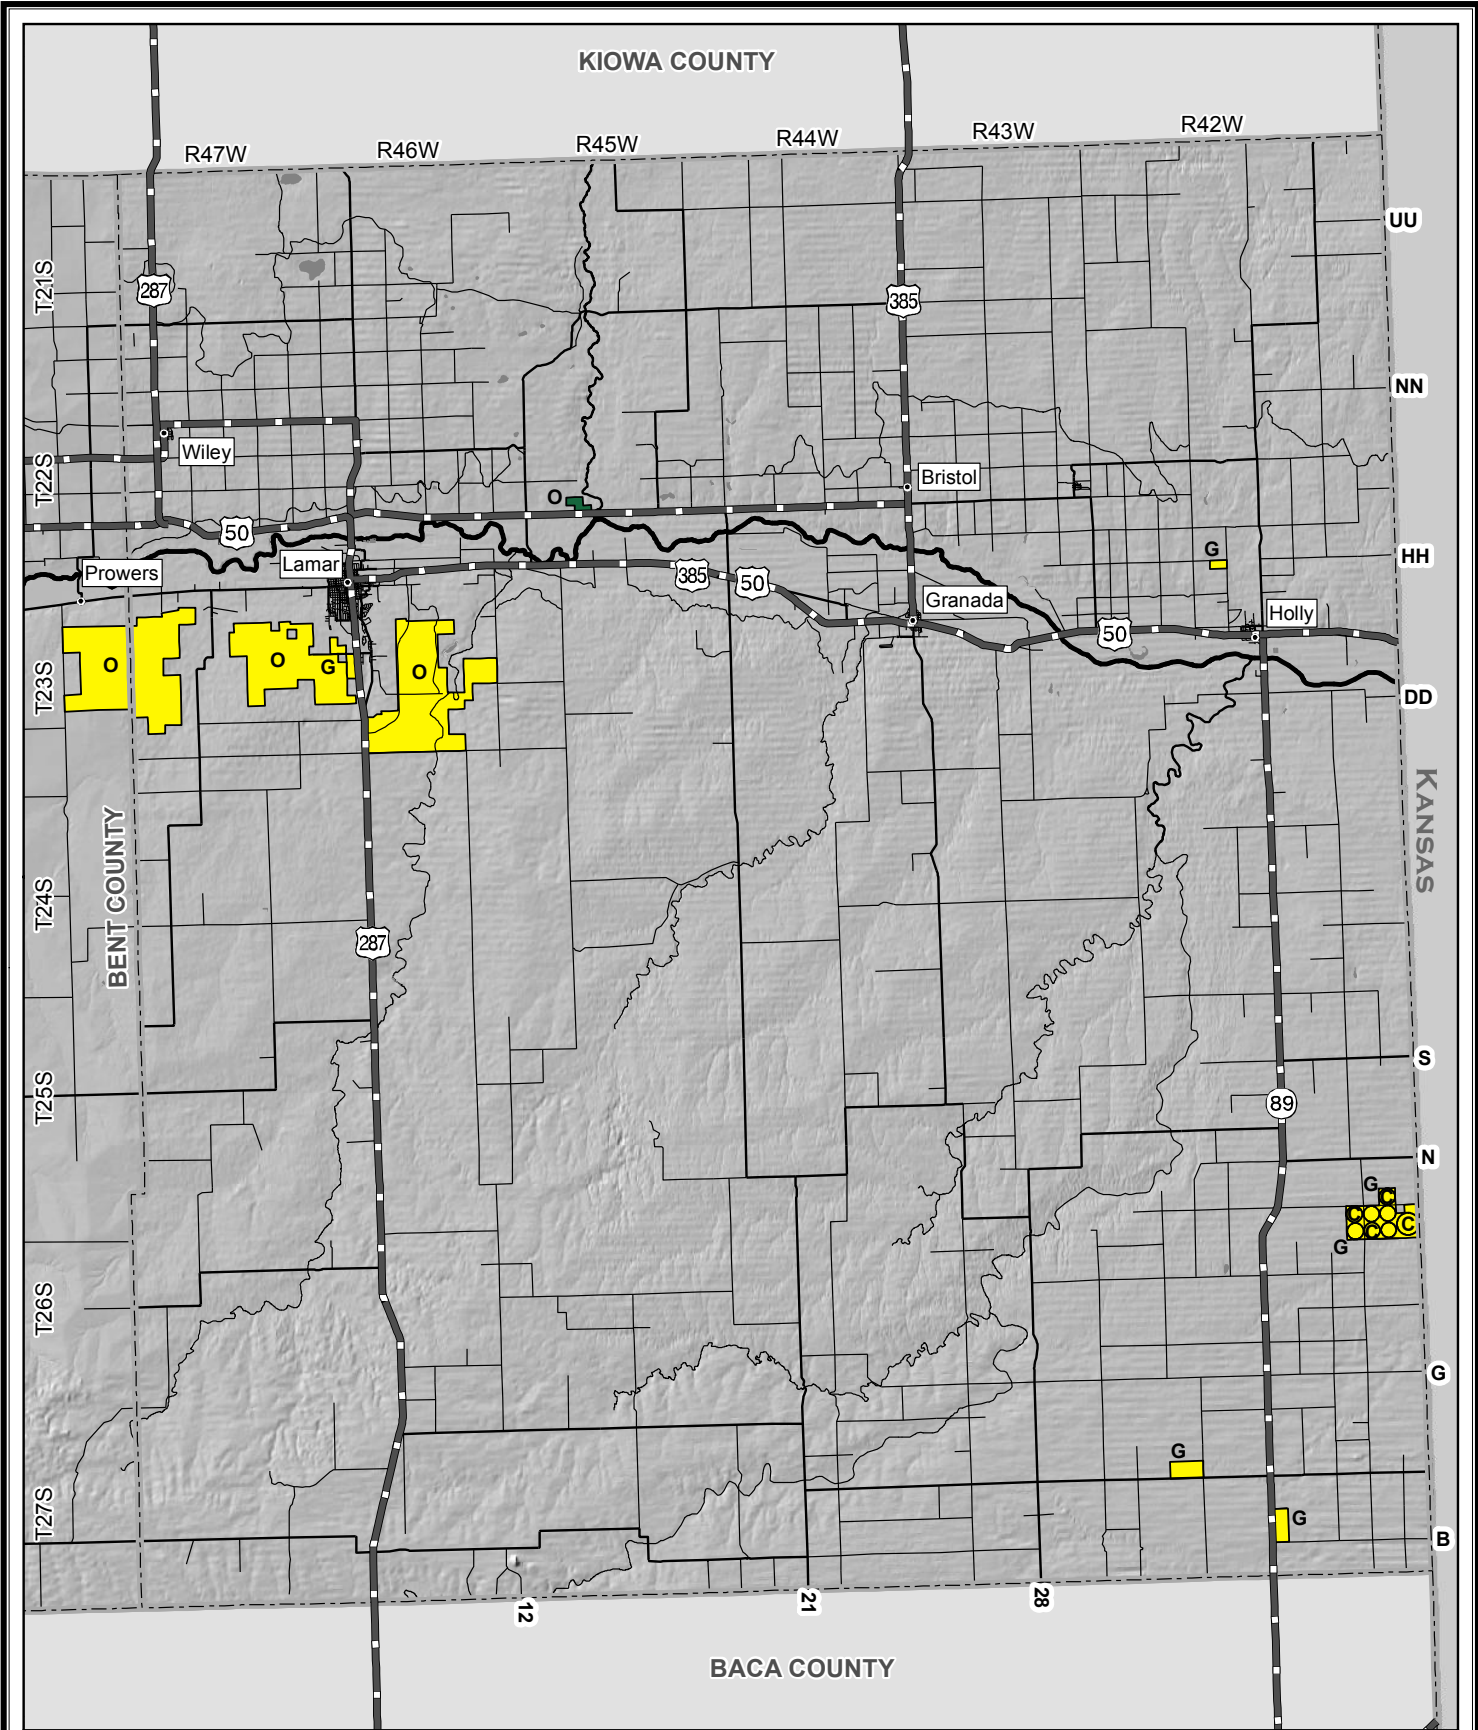 KIOWA COUNTY
R47W
R46W
R45W
R44W
R43W
R42W
UU
T21S
287
385
NN
Wiley
T22S
Bristol
O
50
G
HH
Prowers
Lamar
385
50
Granada
Holly
50
O
O
G
O
T23S
DD
KANSAS
BENT COUNTY
T24S
287
S
T25S
89
N
G
C
C
C
C
G
T26S
G
G
T27S
G
B
12
21
28
BACA COUNTY